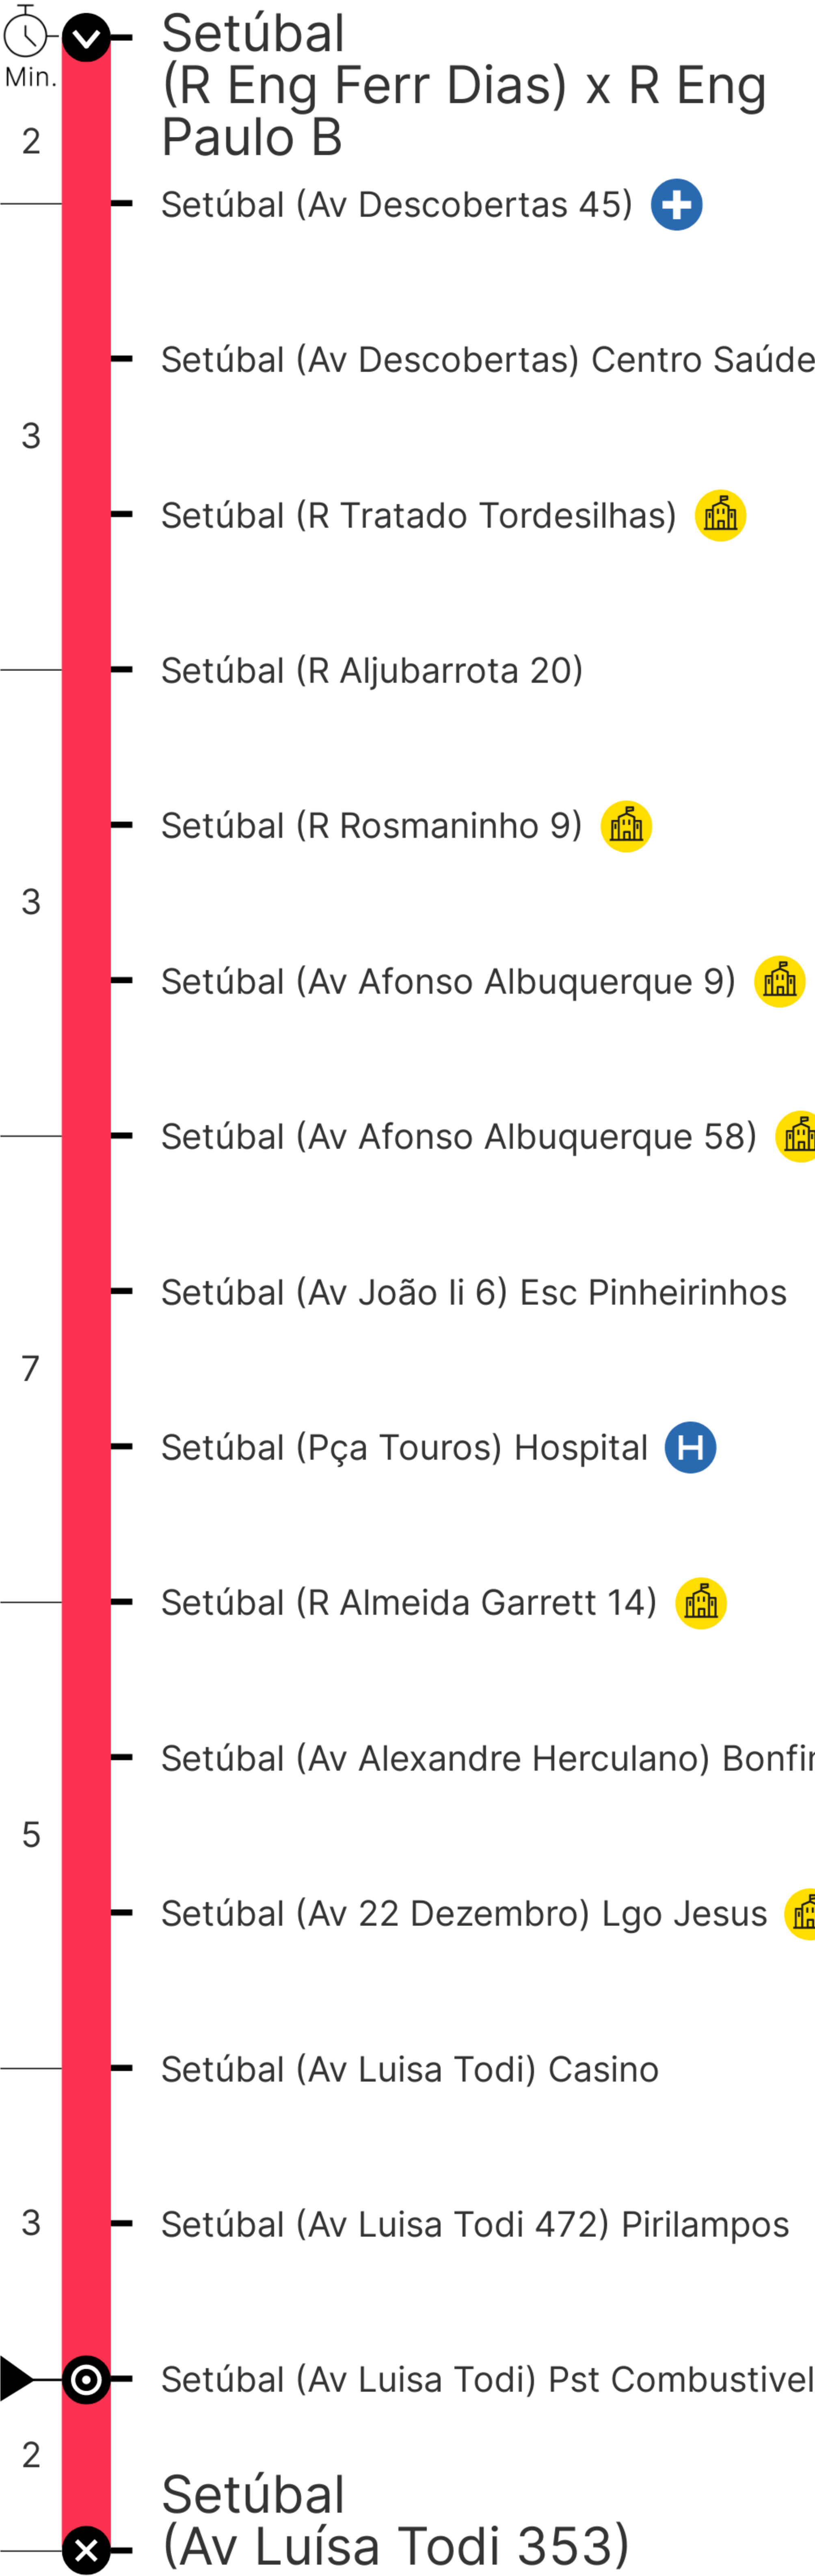 Min.
Setúbal
(R Eng Ferr Dias) x R Eng
Paulo B
2
Setúbal (Av Descobertas 45)
Setúbal (Av Descobertas) Centro Saúde
3
Setúbal (R Tratado Tordesilhas)
Setúbal (R Aljubarrota 20)
Setúbal (R Rosmaninho 9)
3
Setúbal (Av Afonso Albuquerque 9)
Setúbal (Av Afonso Albuquerque 58)
Setúbal (Av João Ii 6) Esc Pinheirinhos
7
Setúbal (Pça Touros) Hospital H
Setúbal (R Almeida Garrett 14)
Setúbal (Av Alexandre Herculano)
5
Setúbal (Av 22 Dezembro) Lgo Jesus
Setúbal (Av Luisa Todi) Casino
3
Setúbal (Av Luisa Todi 472) Pirilampos
Setúbal (Av Luisa Todi) Pst Combustivel
2
Setúbal
(Av Luísa Todi 353)